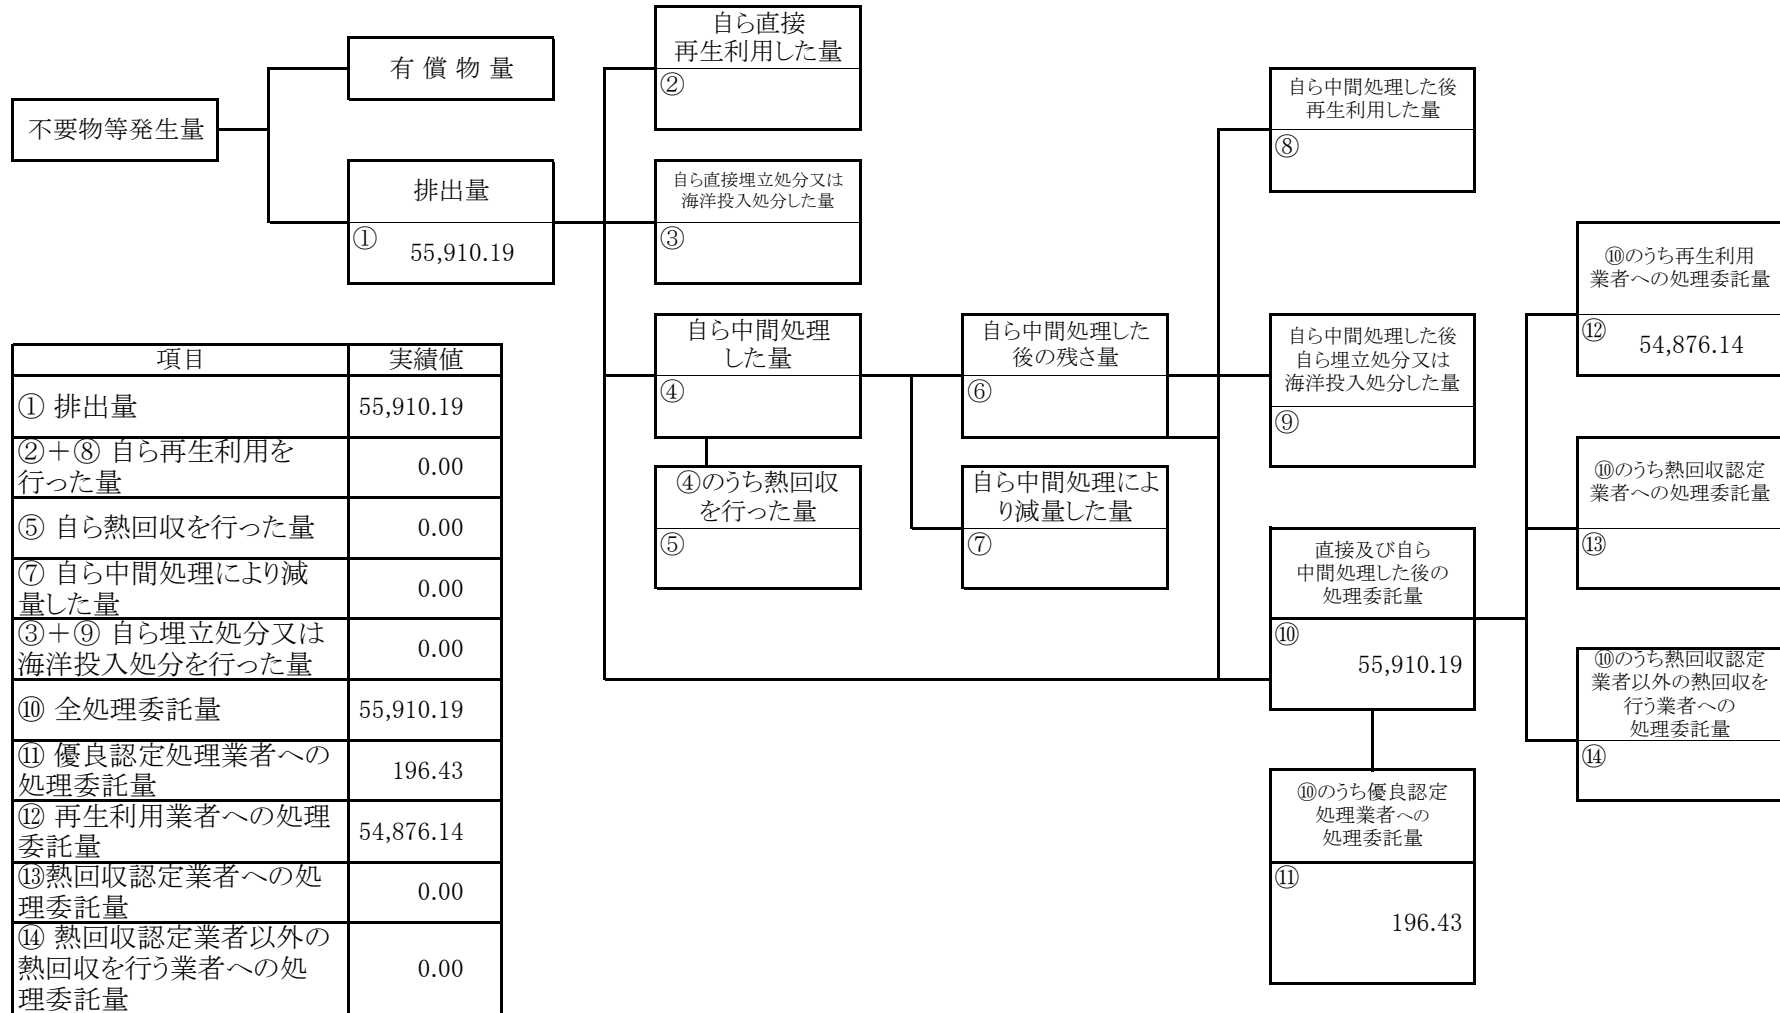 自ら直接
再生利用した量
②
有 償 物 量
不要物等発生量
排出量
①
55,910.19
自ら直接埋立処分又は
海洋投入処分した量
③
自ら中間処理
した量
④
④のうち熱回収
を行った量
⑤
自ら中間処理した
後の残さ量
⑥
自ら中間処理によ
り減量した量
⑦
自ら中間処理した後
再生利用した量
⑧
自ら中間処理した後
自ら埋立処分又は
海洋投入処分した量
⑨
直接及び自ら
中間処理した後の
処理委託量
⑩
55,910.19
⑩のうち優良認定
処理業者への
処理委託量
⑪
196.43
⑩のうち再生利用
業者への処理委託量
⑫
54,876.14
⑩のうち熱回収認定
業者への処理委託量
⑬
⑩のうち熱回収認定
業者以外の熱回収を
行う業者への
処理委託量
⑭
項目 実績値
① 排出量 55,910.19
②＋⑧ 自ら再生利用を
行った量 0.00
⑤ 自ら熱回収を行った量 0.00
⑦ 自ら中間処理により減
量した量 0.00
③＋⑨ 自ら埋立処分又は
海洋投入処分を行った量 0.00
⑩ 全処理委託量 55,910.19
⑪ 優良認定処理業者への
処理委託量 196.43
⑫ 再生利用業者への処理
委託量 54,876.14
⑬熱回収認定業者への処
理委託量 0.00
⑭ 熱回収認定業者以外の
熱回収を行う業者への処
理委託量 0.00